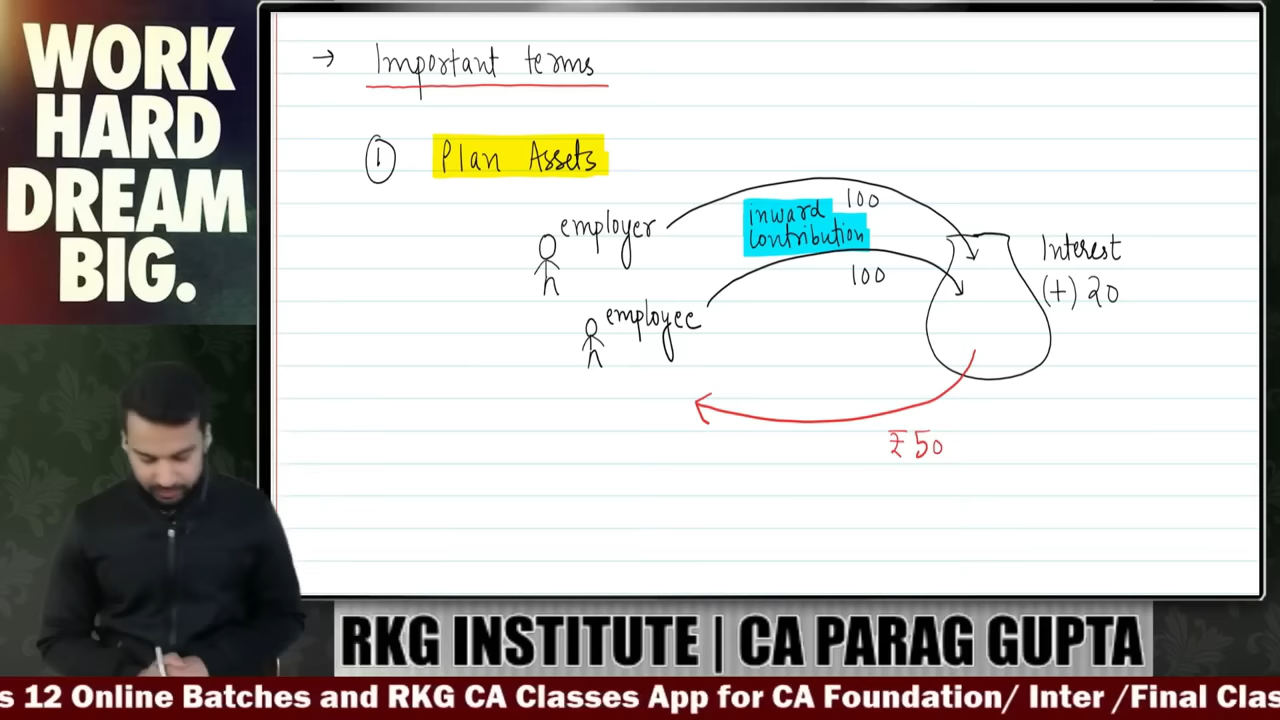 WORK
HARD
DREAM
BIG.
→ Important terms
① Plan Assets
employer
inward
contribution
100
100
employee
Interest
(+) 20
₹50
RKG INSTITUTE | CA PARAG GUPTA
s 12 Online Batches and RKG CA Classes App for CA Foundation/ Inter /Final Clas